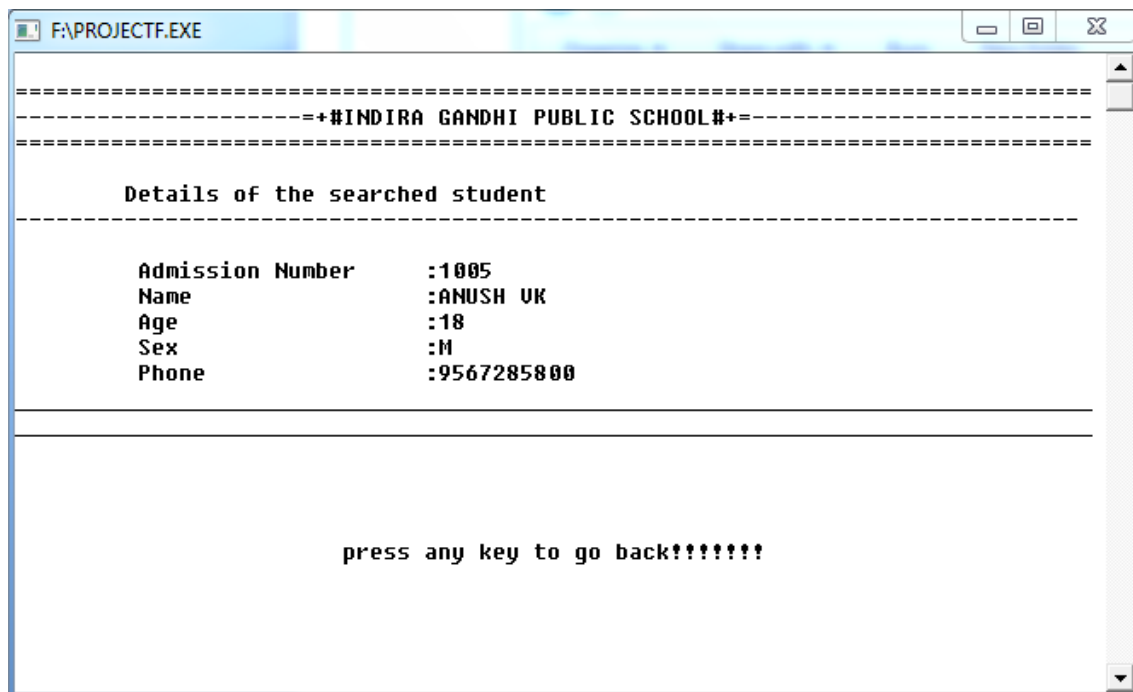 F:\PROJECTF.EXE
================================================================================
---------------------=+#INDIRA GANDHI PUBLIC SCHOOL#+=-------------------------
================================================================================
Details of the searched student
-------------------------------------------------------------------------------
Admission Number :1005
Name :ANUSH VK
Age :18
Sex :M
Phone :9567285800
press any key to go back!!!!!!!